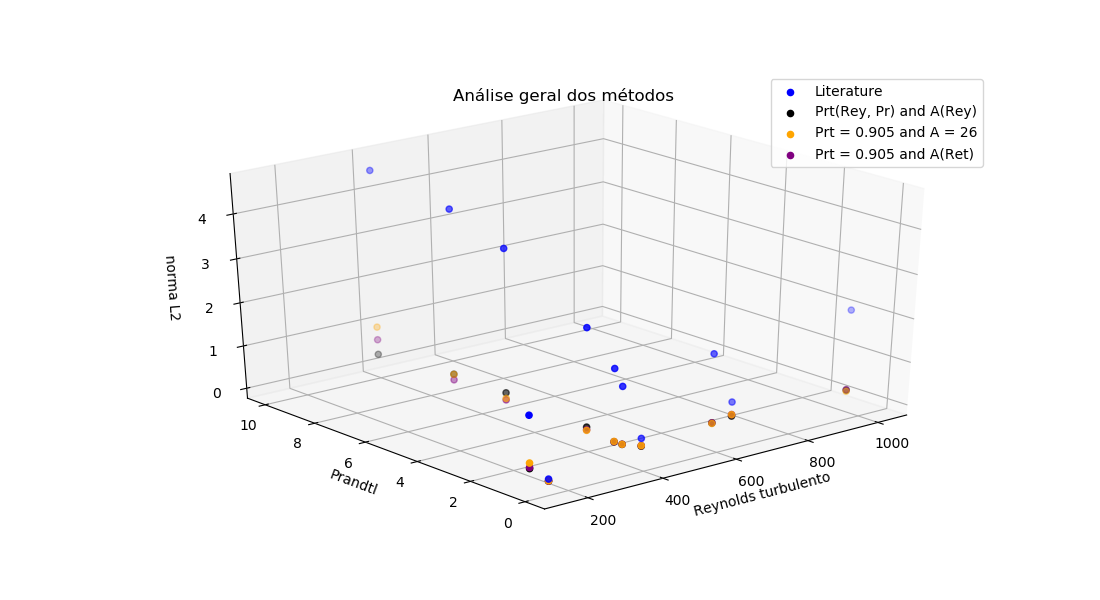 Análise geral dos métodos
Literature
Prt(Rey, Pr) and A(Rey)
Prt = 0.905 and A = 26
Prt = 0.905 and A(Ret)
norma L2
4
3
2
1
0
Prandtl
10
8
6
4
2
0
Reynolds turbulento
200
400
600
800
1000